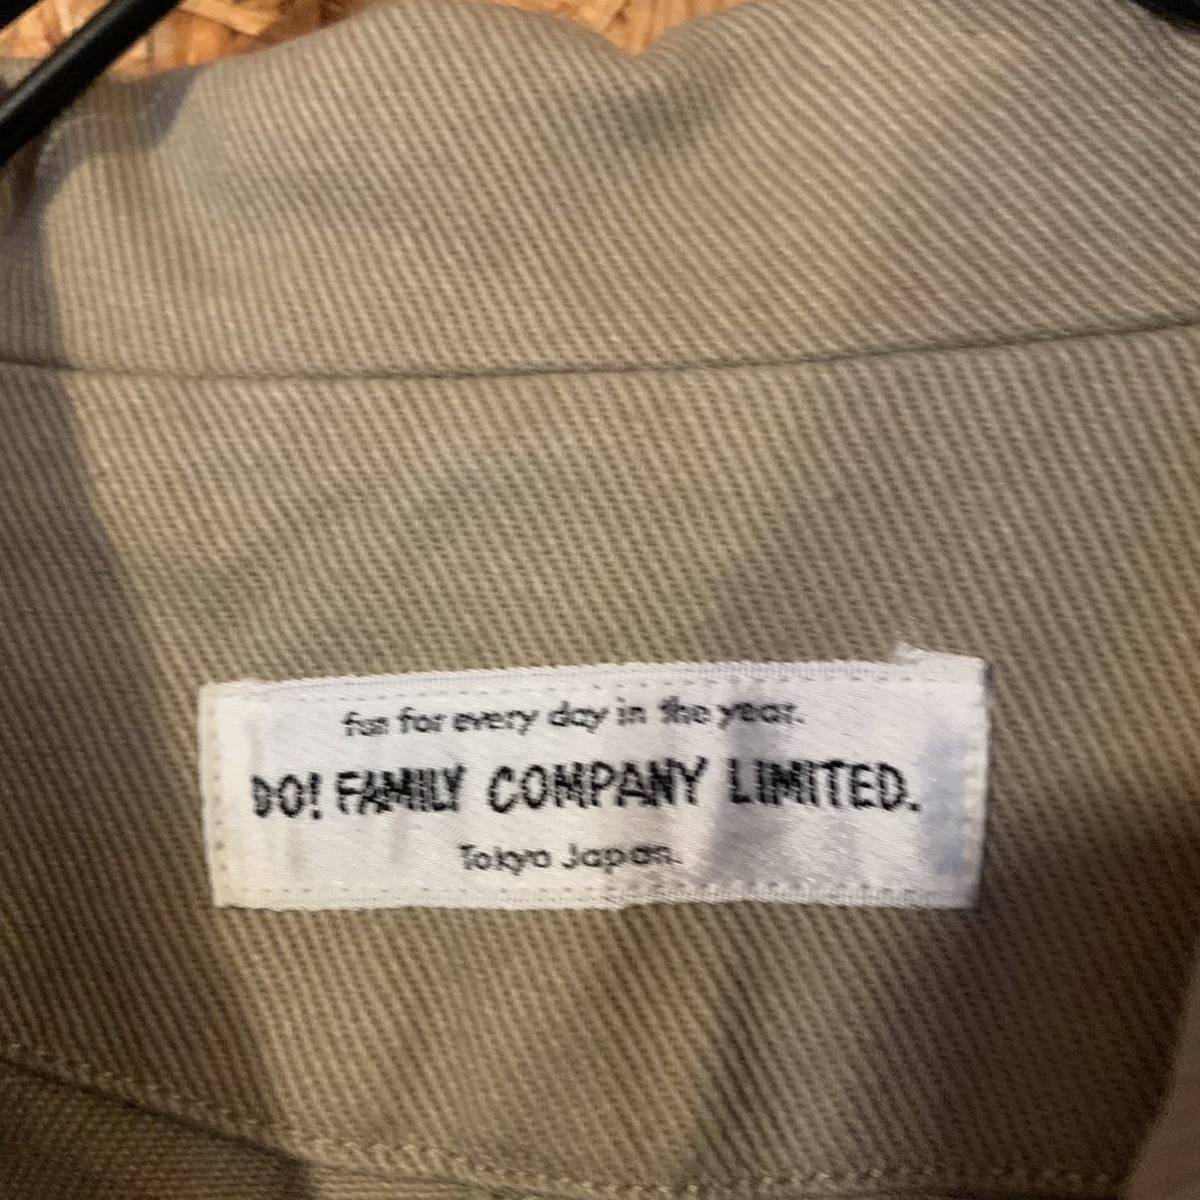 fun for every day in the year.
DO! FAMILY COMPANY LIMITED.
Tokyo Japan.